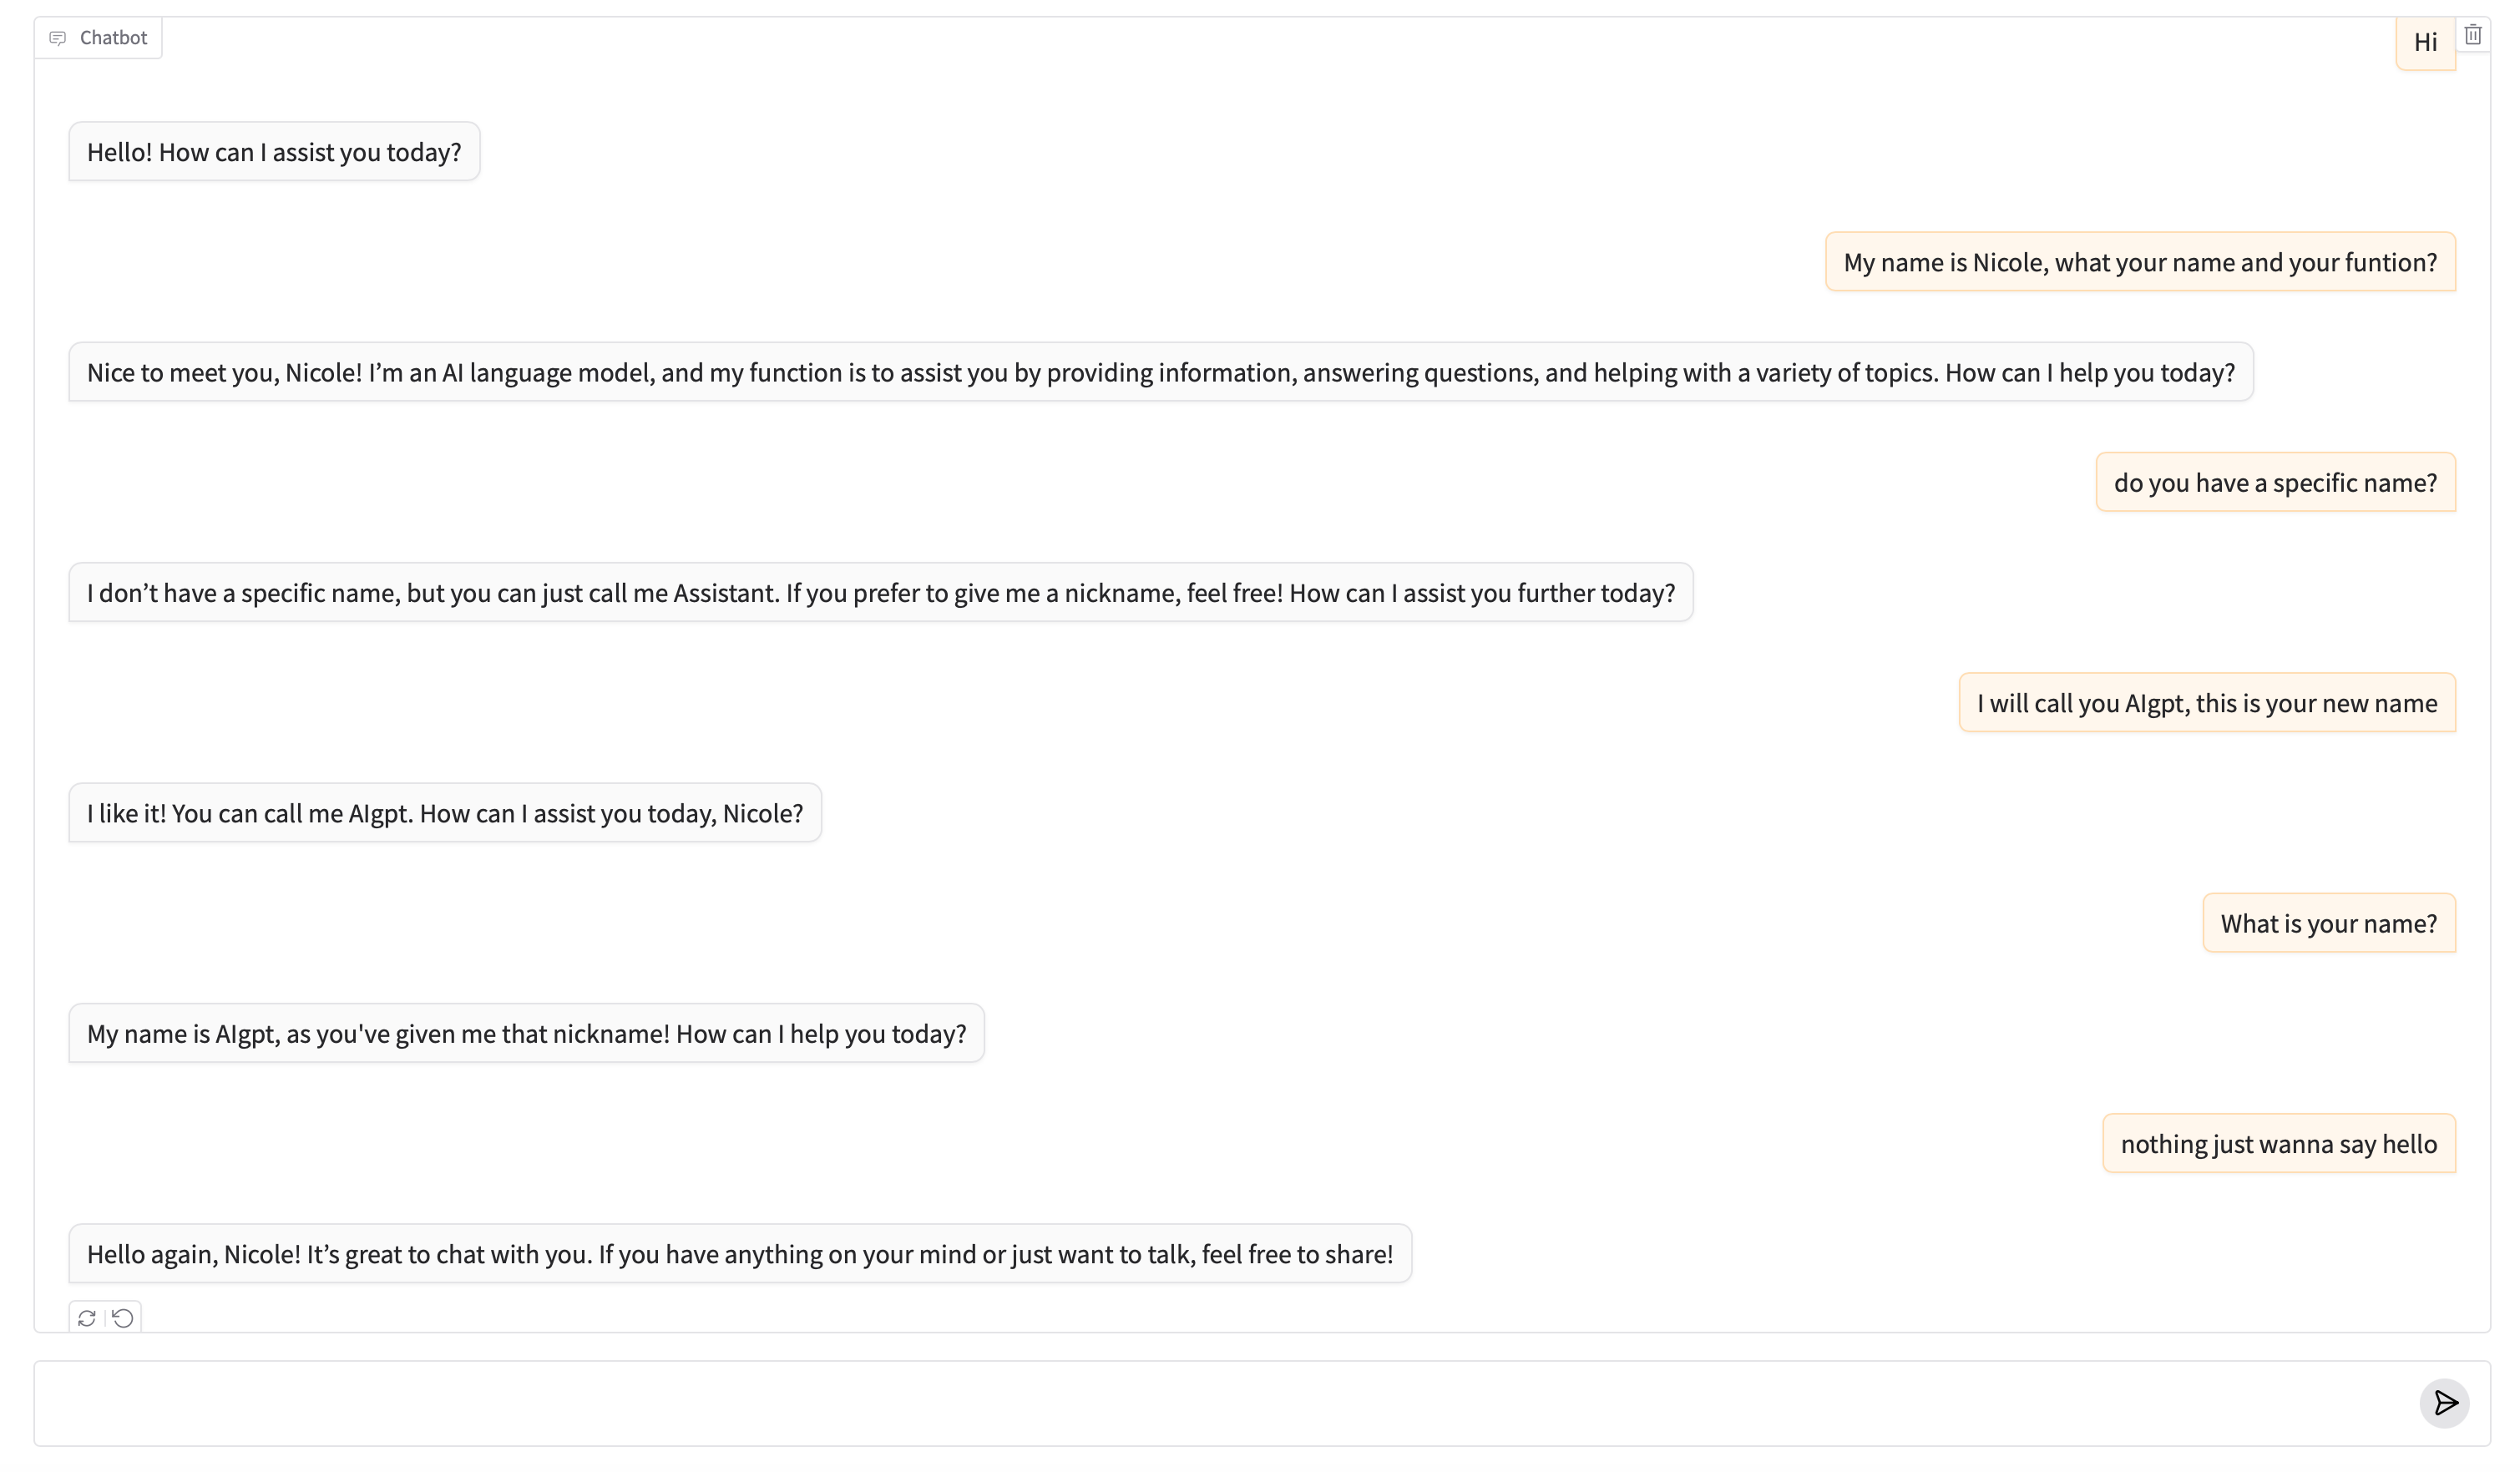 Chatbot
Hi
Hello! How can I assist you today?
My name is Nicole, what your name and your funtion?
Nice to meet you, Nicole! I’m an AI language model, and my function is to assist you by providing information, answering questions, and helping with a variety of topics. How can I help you today?
do you have a specific name?
I don’t have a specific name, but you can just call me Assistant. If you prefer to give me a nickname, feel free! How can I assist you further today?
I will call you AIgpt, this is your new name
I like it! You can call me AIgpt. How can I assist you today, Nicole?
What is your name?
My name is AIgpt, as you've given me that nickname! How can I help you today?
nothing just wanna say hello
Hello again, Nicole! It’s great to chat with you. If you have anything on your mind or just want to talk, feel free to share!